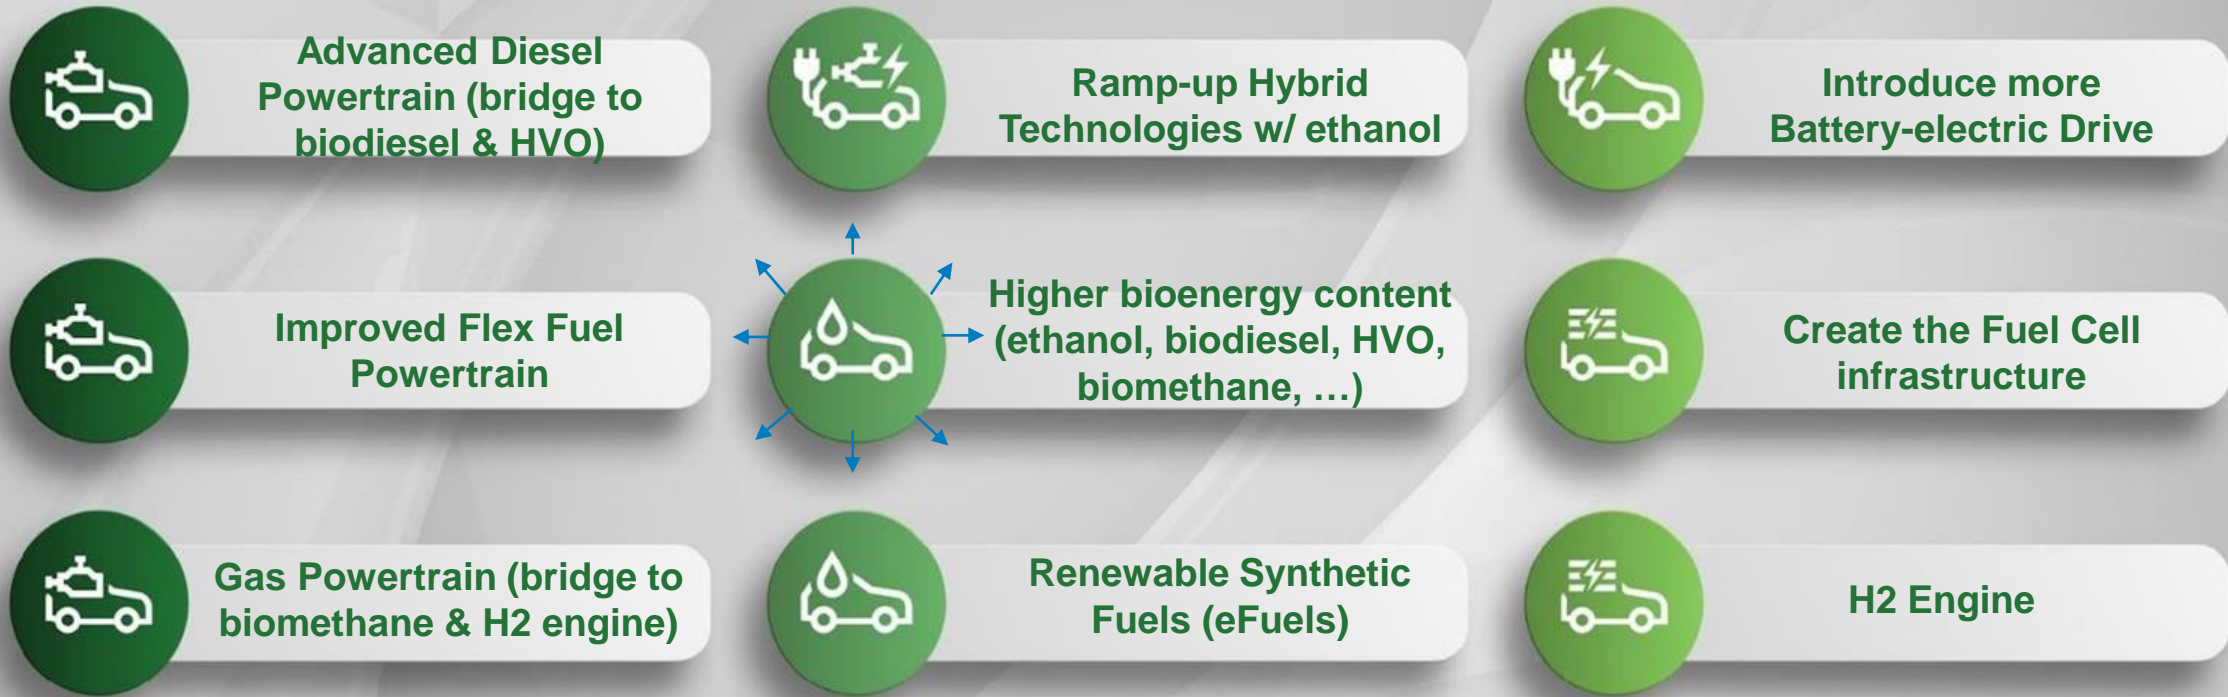 Advanced Diesel
Powertrain (bridge to
biodiesel & HVO)
Ramp-up Hybrid
Technologies w/ ethanol
Introduce more
Battery-electric Drive
Improved Flex Fuel
Powertrain
Higher bioenergy content
(ethanol, biodiesel, HVO,
biomethane, …)
Create the Fuel Cell
infrastructure
Gas Powertrain (bridge to
biomethane & H2 engine)
Renewable Synthetic
Fuels (eFuels)
H2 Engine